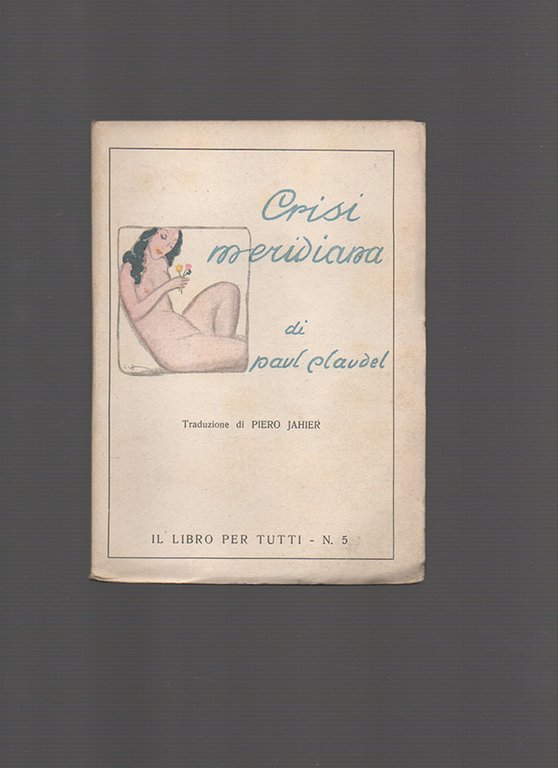 Crisi
meridiana
di
paul claudel
Traduzione di PIERO JAHIER
IL LIBRO PER TUTTI - N. 5